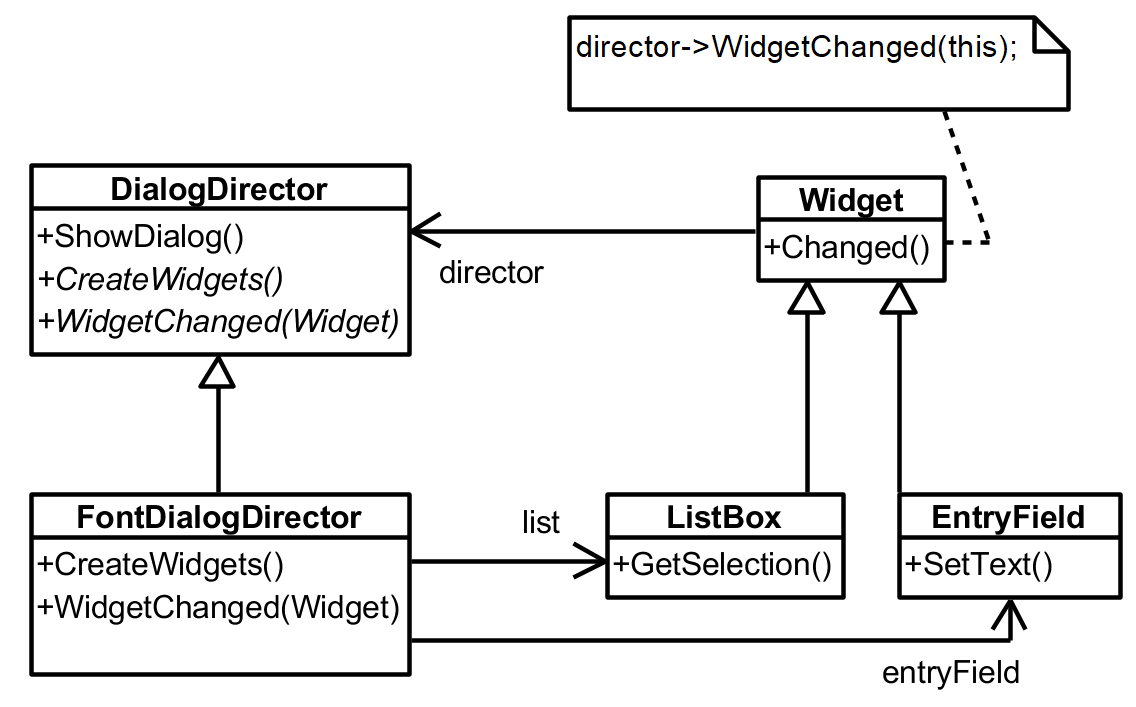 director->WidgetChanged(this);
DialogDirector
+ShowDialog()
+CreateWidgets()
+WidgetChanged(Widget)
director
Widget
+Changed()
FontDialogDirector
+CreateWidgets()
+WidgetChanged(Widget)
list
ListBox
+GetSelection()
EntryField
+SetText()
entryField